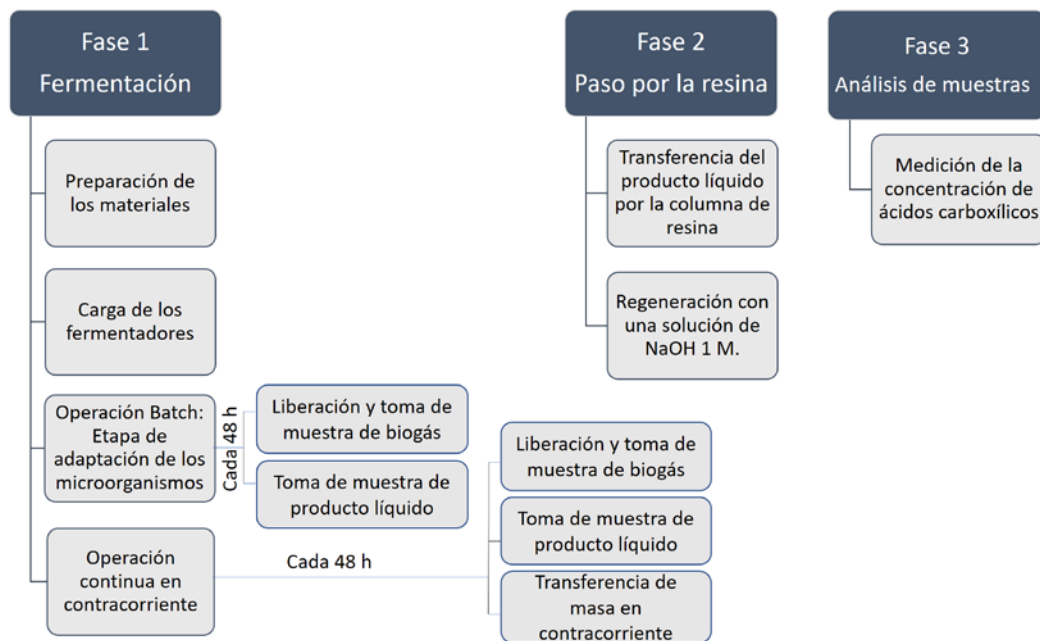 Fase 1
Fermentación
Preparación de
los materiales
Carga de los
fermentadores
Operación Batch:
Etapa de
adaptación de los
microorganismos
Cada 48 h
Liberación y toma de
muestra de biogás
Toma de muestra de
producto líquido
Operación
continua en
contracorriente
Cada 48 h
Liberación y toma de
muestra de biogás
Toma de muestra de
producto líquido
Transferencia de
masa en
contracorriente
Fase 2
Paso por la resina
Transferencia del
producto líquido
por la columna de
resina
Regeneración con
una solución de
NaOH 1 M.
Fase 3
Análisis de muestras
Medición de la
concentración de
ácidos carboxílicos